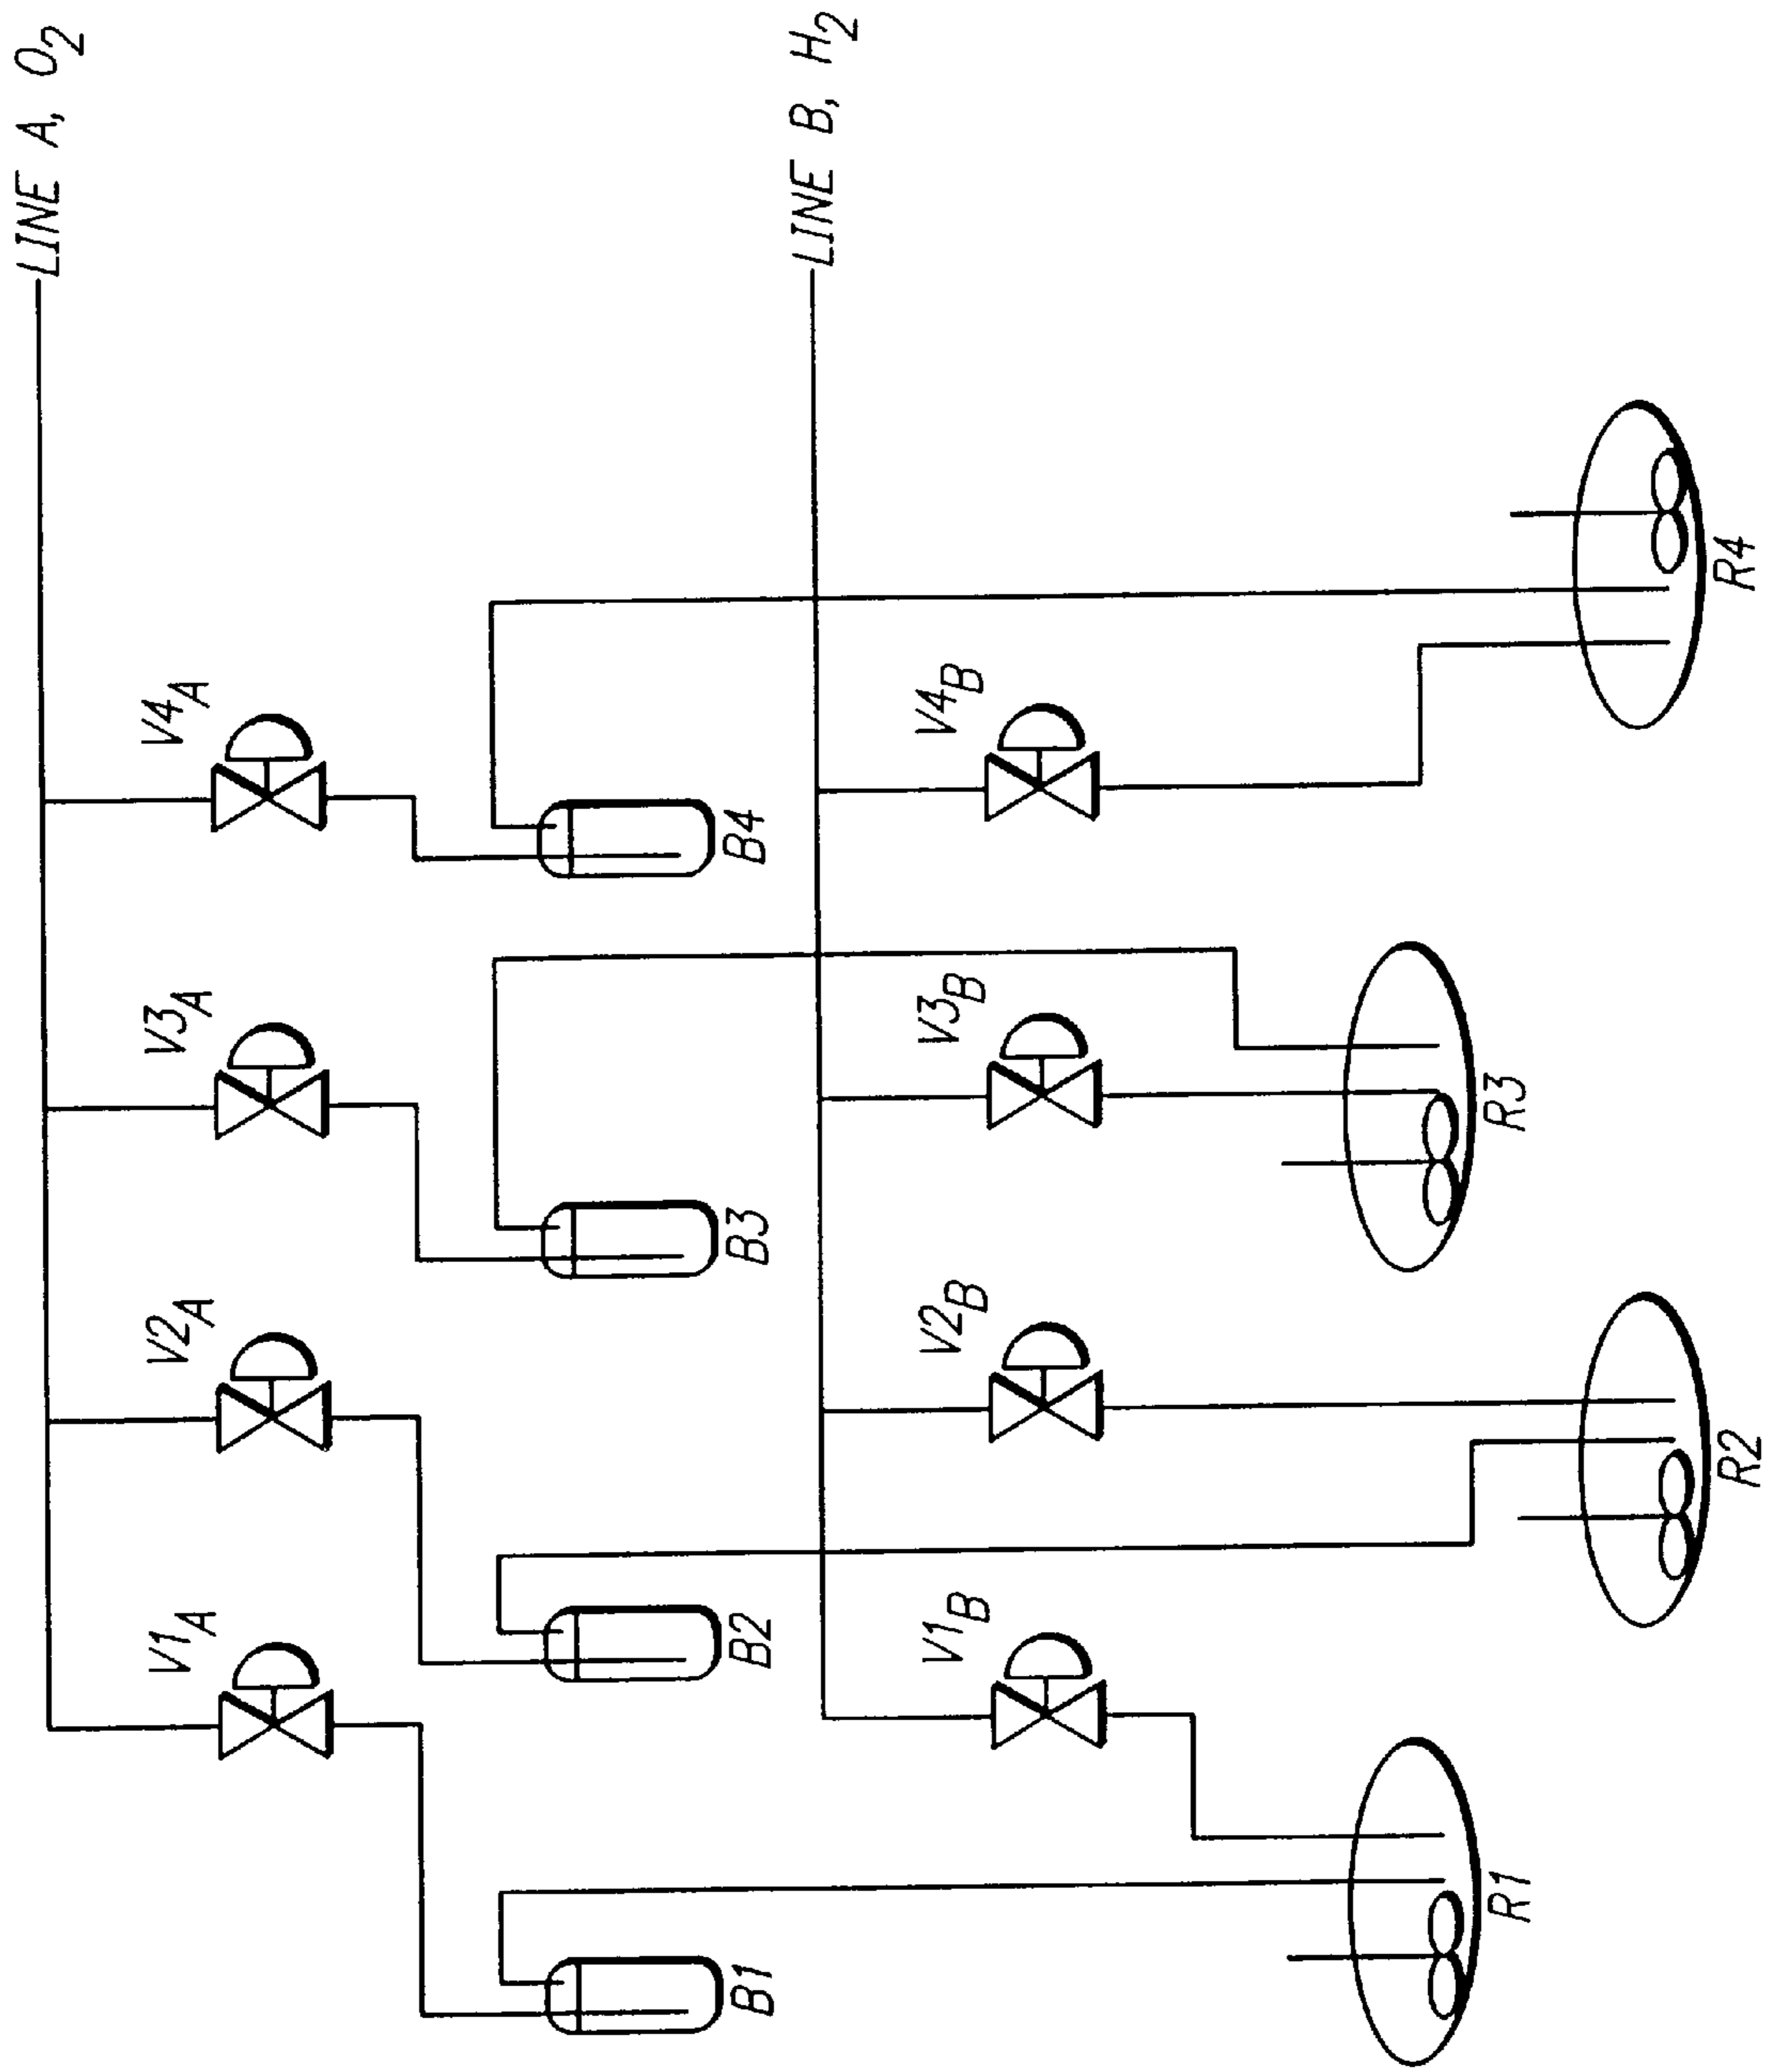 LINE A, O2
V1A
V2A
V3A
V4A
B1
B2
B3
B4
LINE B, H2
V1B
V2B
V3B
V4B
R1
R2
R3
R4